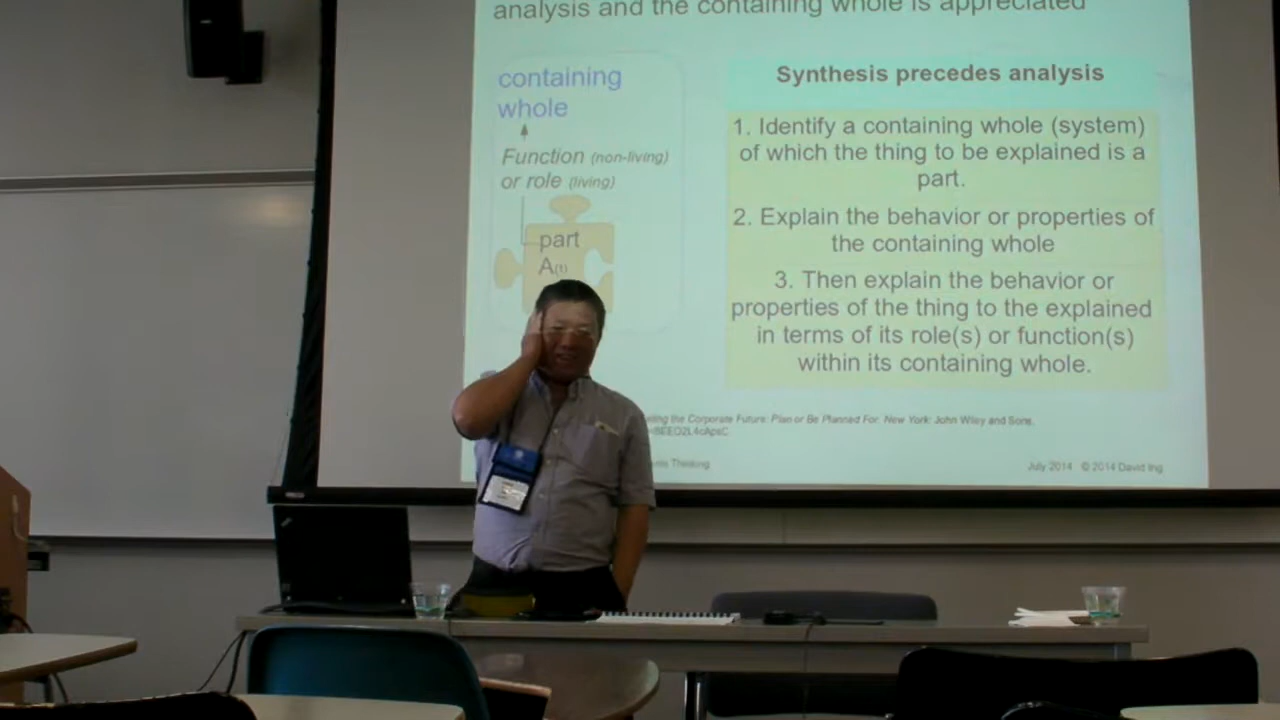 analysis and the containing whole is appreciated
containing
whole
Function (non-living)
or role (living)
part
A(1)
Synthesis precedes analysis
1. Identify a containing whole (system)
of which the thing to be explained is a
part.
2. Explain the behavior or properties of
the containing whole
3. Then explain the behavior or
properties of the thing to the explained
in terms of its role(s) or function(s)
within its containing whole.
the Corporate Future: Plan or Be Planned For. New York: John Wiley and Sons.
Thinking
July 2014 © 2014 David Ing